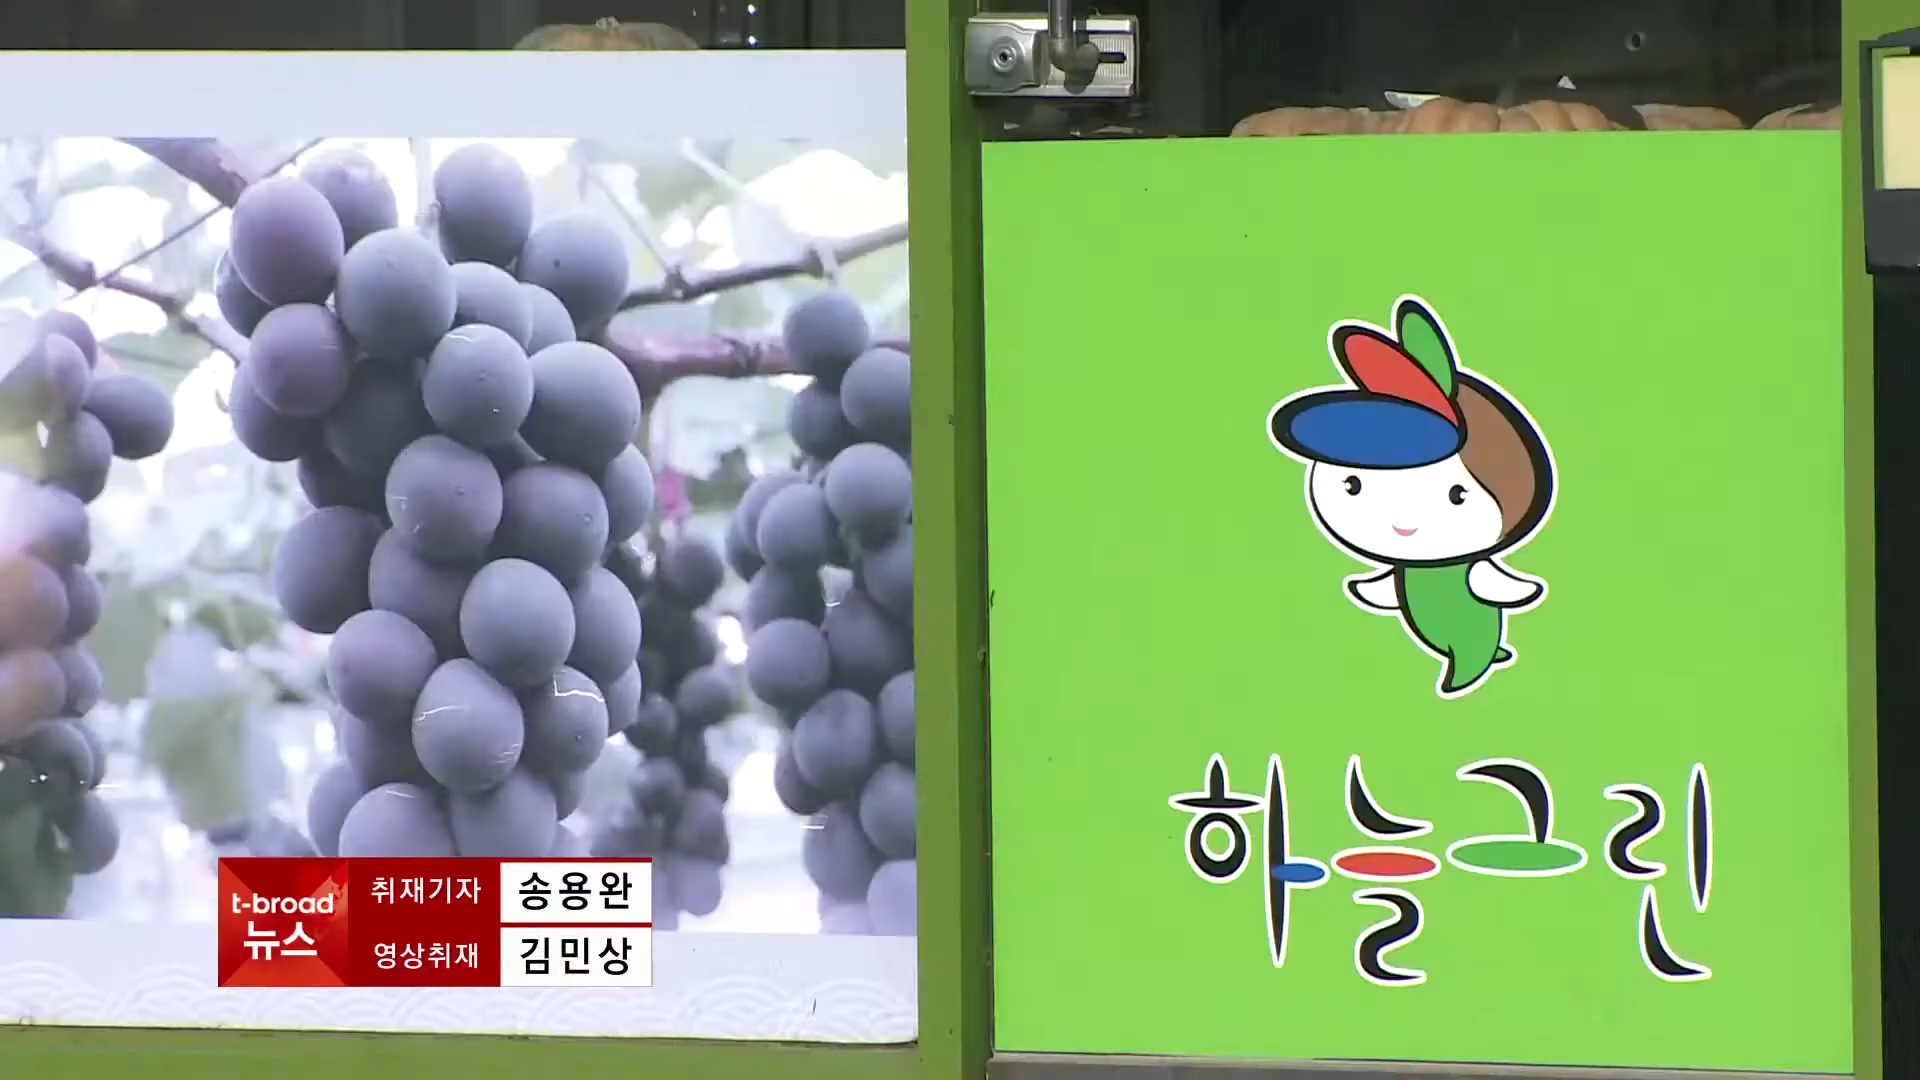 하늘그린
t-broad
뉴스
취재기자 송용완
영상취재 김민상